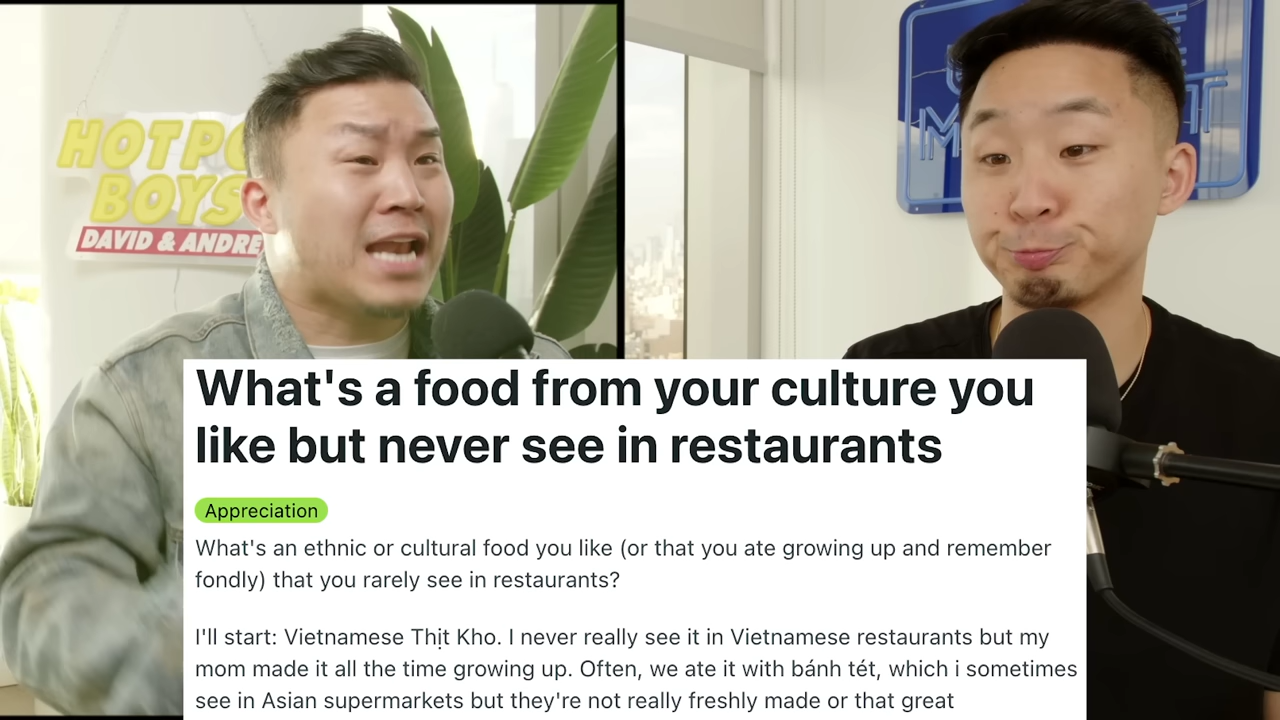 HOTPO
BOYS
DAVID & ANDRE
What's a food from your culture you
like but never see in restaurants
Appreciation
What's an ethnic or cultural food you like (or that you ate growing up and remember
fondly) that you rarely see in restaurants?
I'll start: Vietnamese Thịt Kho. I never really see it in Vietnamese restaurants but my
mom made it all the time growing up. Often, we ate it with bánh tét, which i sometimes
see in Asian supermarkets but they're not really freshly made or that great